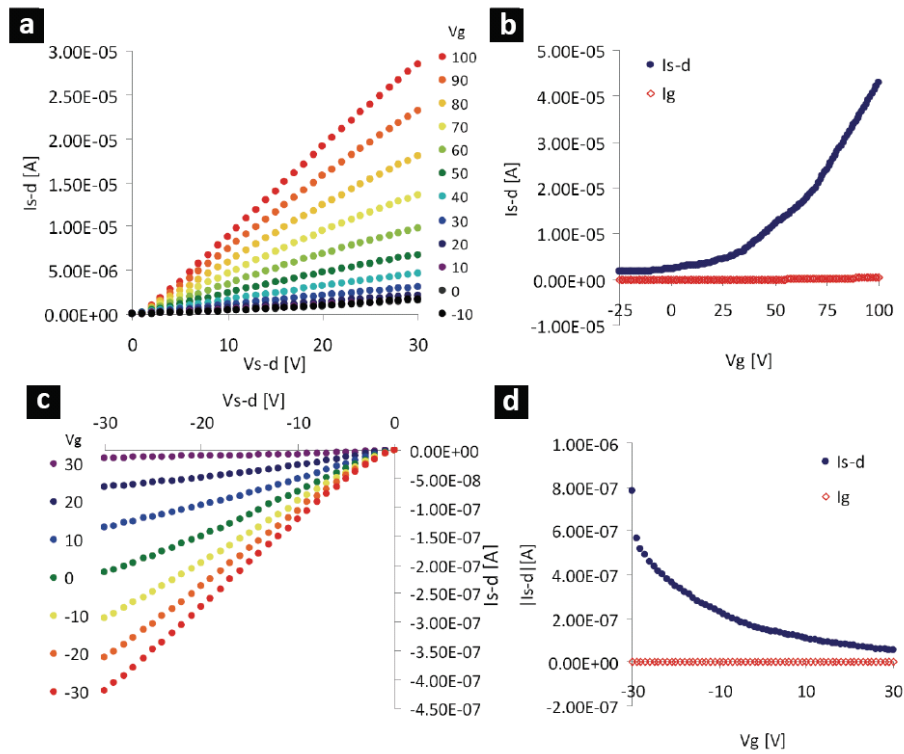 a
Vg
3.00E-05
2.50E-05
2.00E-05
1.50E-05
1.00E-05
5.00E-06
0.00E+00
Is-d [A]
0 10 20 30
Vs-d [V]
100
90
80
70
60
50
40
30
20
10
0
-10
b
5.00E-05
4.00E-05
3.00E-05
2.00E-05
1.00E-05
0.00E+00
-1.00E-05
Is-d [A]
Is-d
Ig
-25 0 25 50 75 100
Vg [V]
c
Vs-d [V]
-30 -20 -10 0
Vg
30
20
10
0
-10
-20
-30
0.00E+00
-5.00E-08
-1.00E-07
-1.50E-07
-2.00E-07
-2.50E-07
-3.00E-07
-3.50E-07
-4.00E-07
-4.50E-07
Is-d [A]
d
1.00E-06
8.00E-07
6.00E-07
4.00E-07
2.00E-07
0.00E+00
-2.00E-07
|Is-d| [A]
Is-d
Ig
-30 -10 10 30
Vg [V]